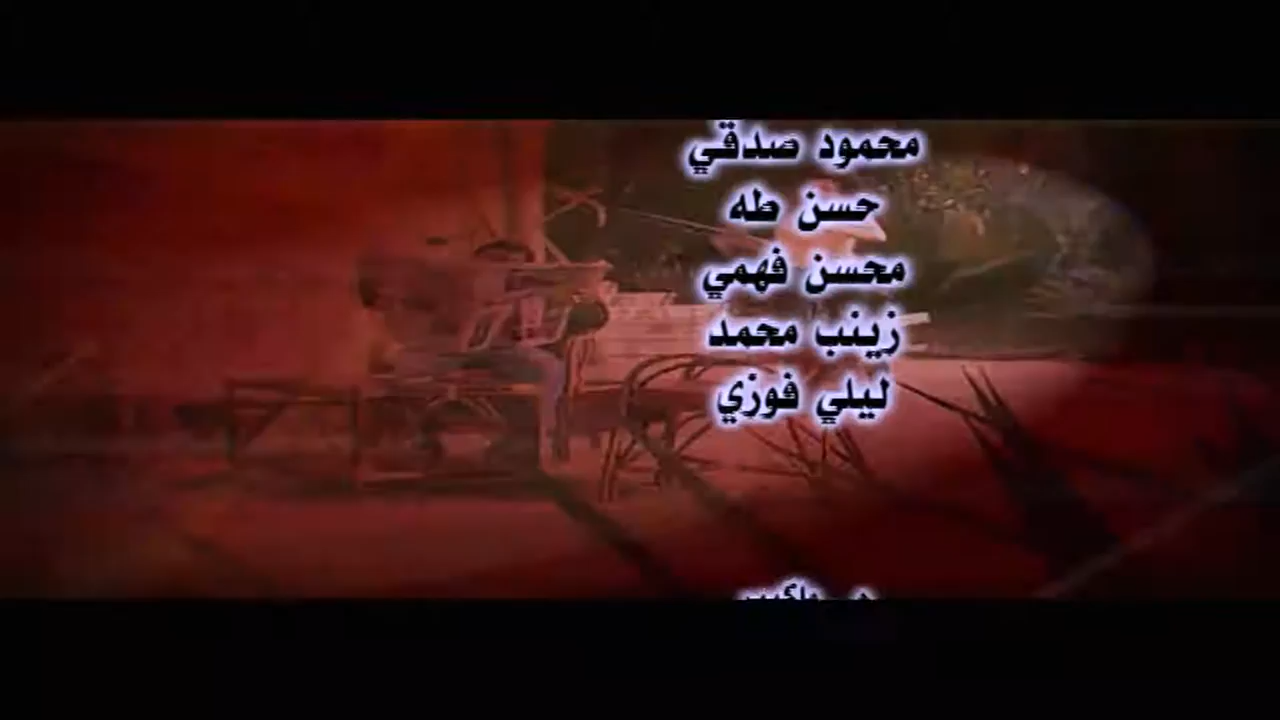 محمود صدقي
حسن طه
محسن فهمي
زينب محمد
ليلي فوزي